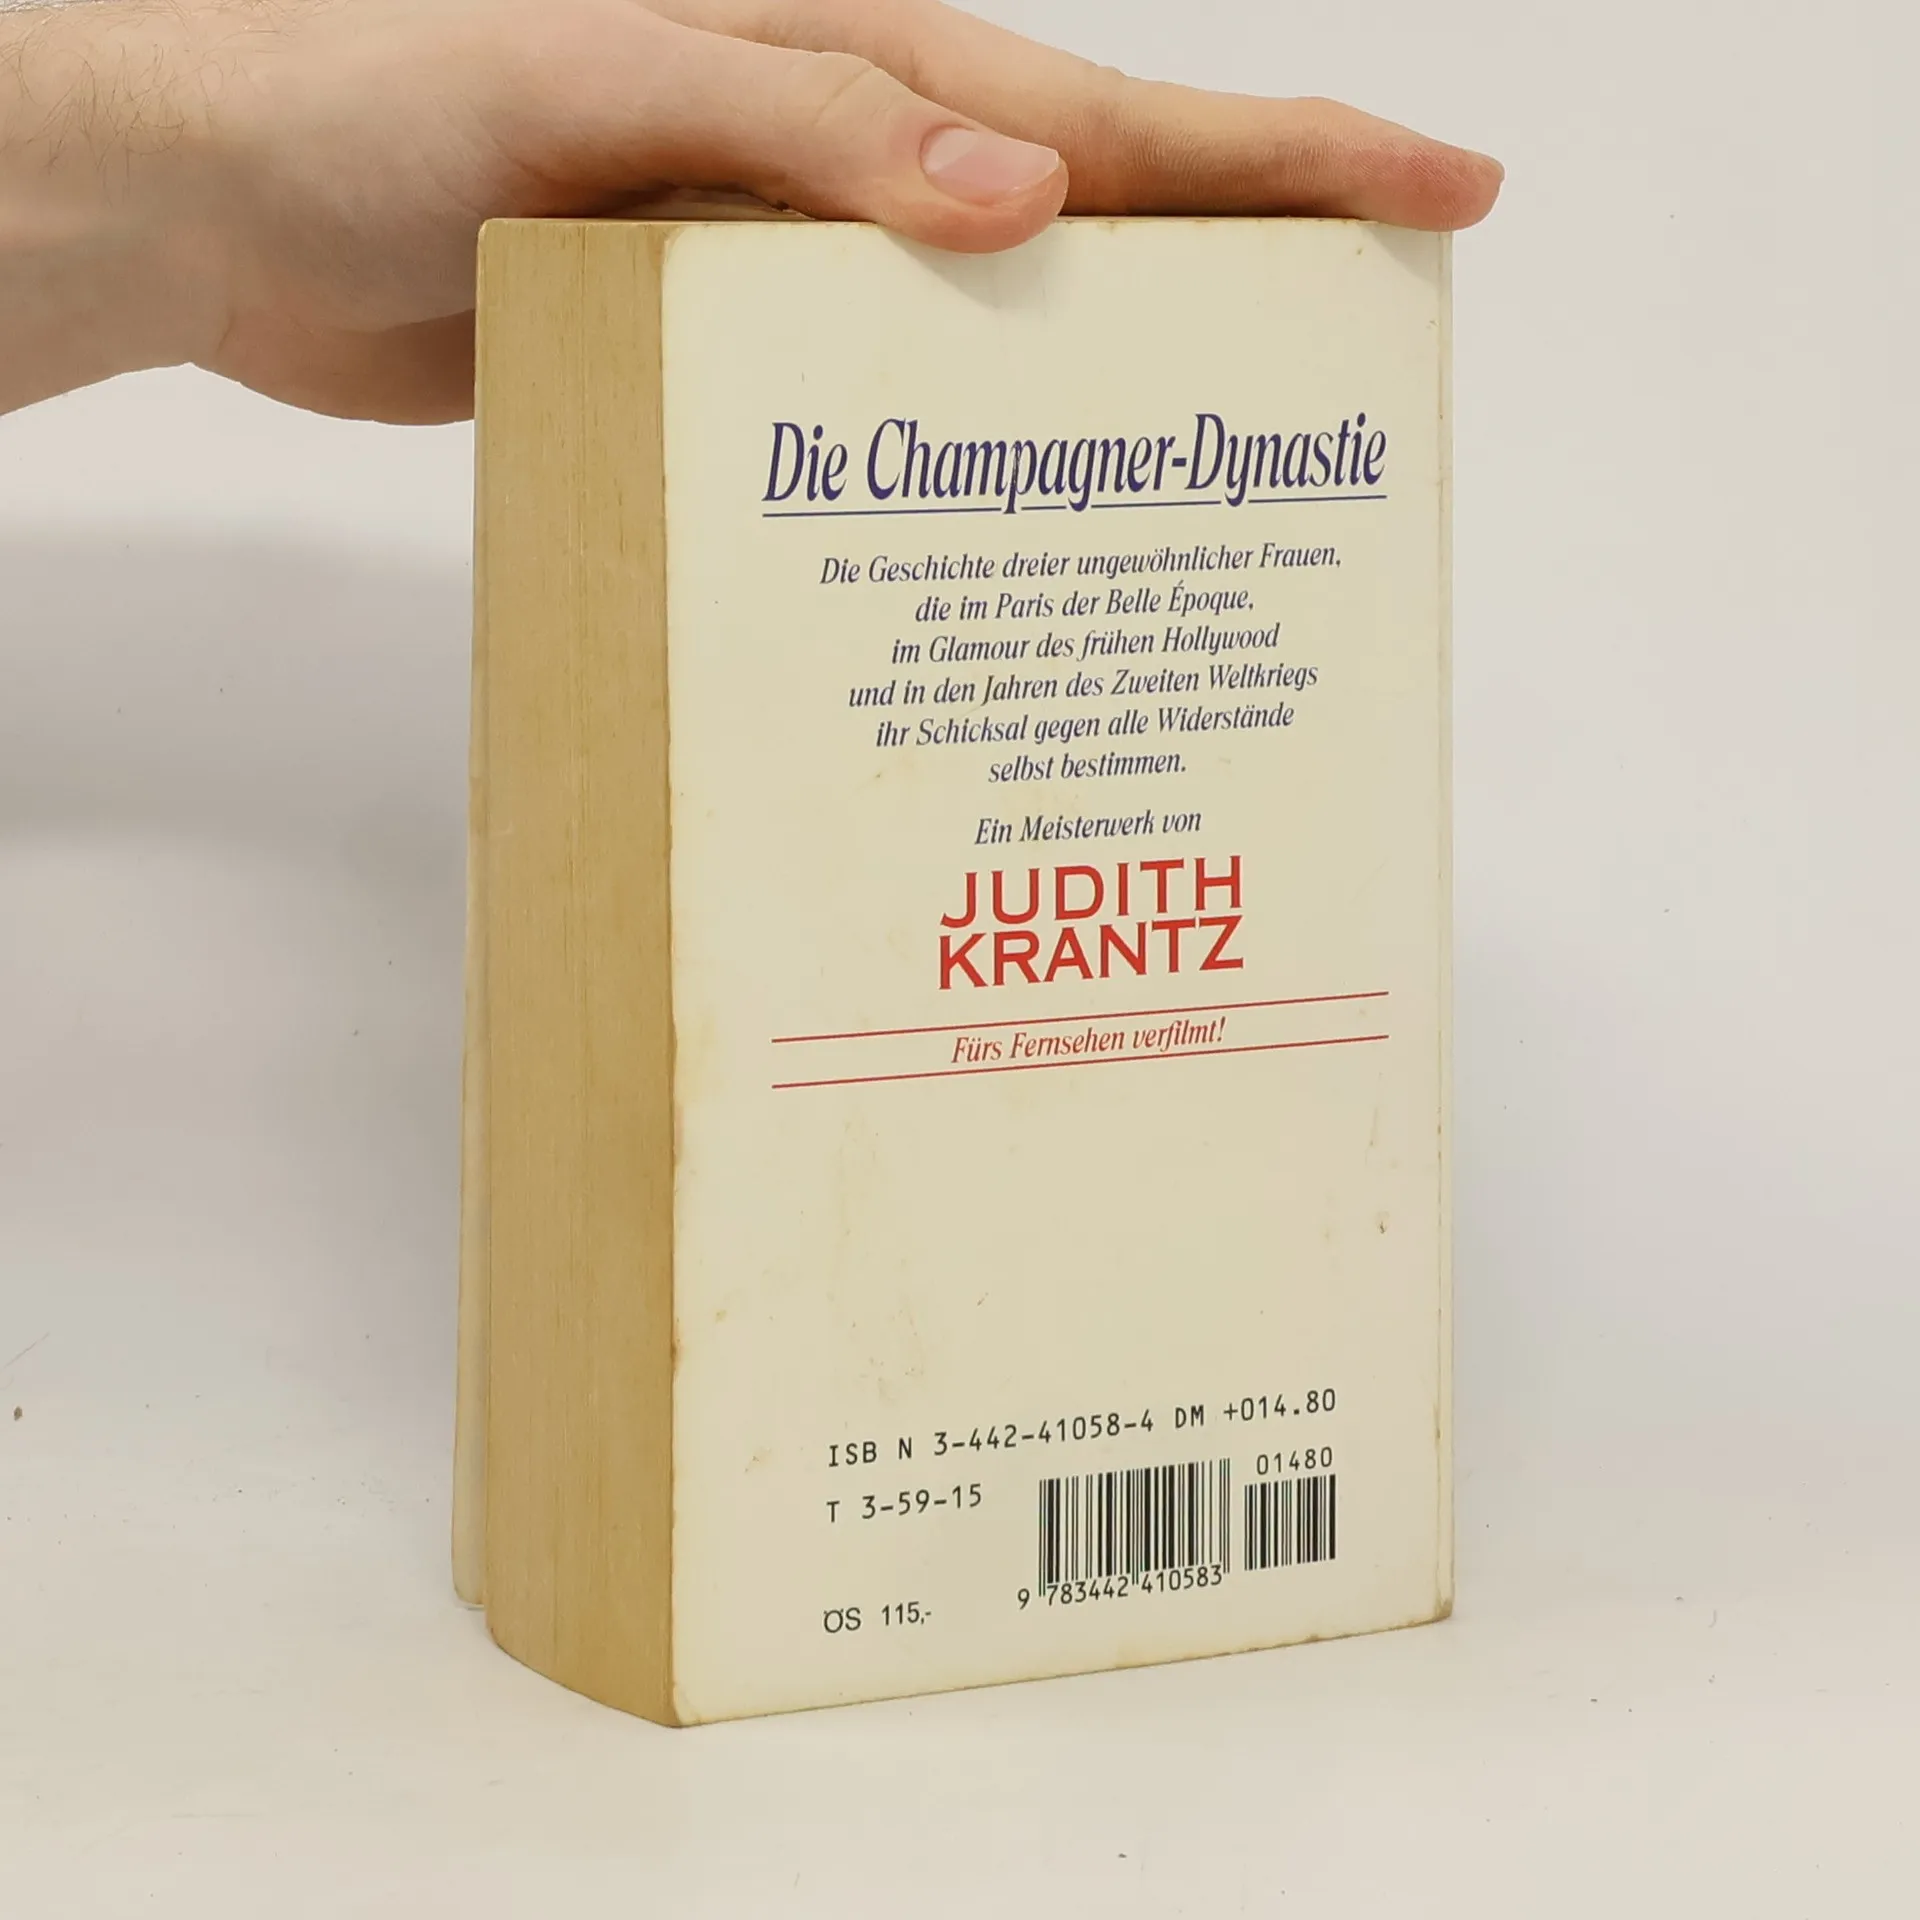 Die Champagner-Dynastie
Die Geschichte dreier ungewöhnlicher Frauen,
die im Paris der Belle Époque,
im Glamour des frühen Hollywood
und in den Jahren des Zweiten Weltkriegs
ihr Schicksal gegen alle Widerstände
selbst bestimmen.
Ein Meisterwerk von
JUDITH
KRANTZ
Fürs Fernsehen verfilmt!
ISB N 3-442-41058-4 DM +014.80
T 3-59-15
01480
9 783442 410583
ÖS 115,-